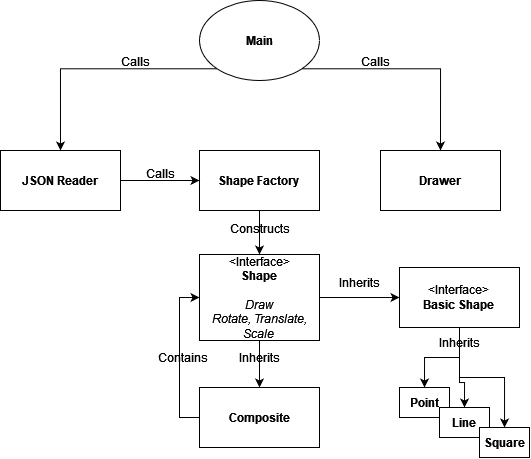 Main
Calls
Calls
JSON Reader
Calls
Shape Factory
Drawer
Constructs
<Interface>
Shape
Draw
Rotate, Translate,
Scale
Inherits
<Interface>
Basic Shape
Contains
Inherits
Inherits
Composite
Point
Line
Square